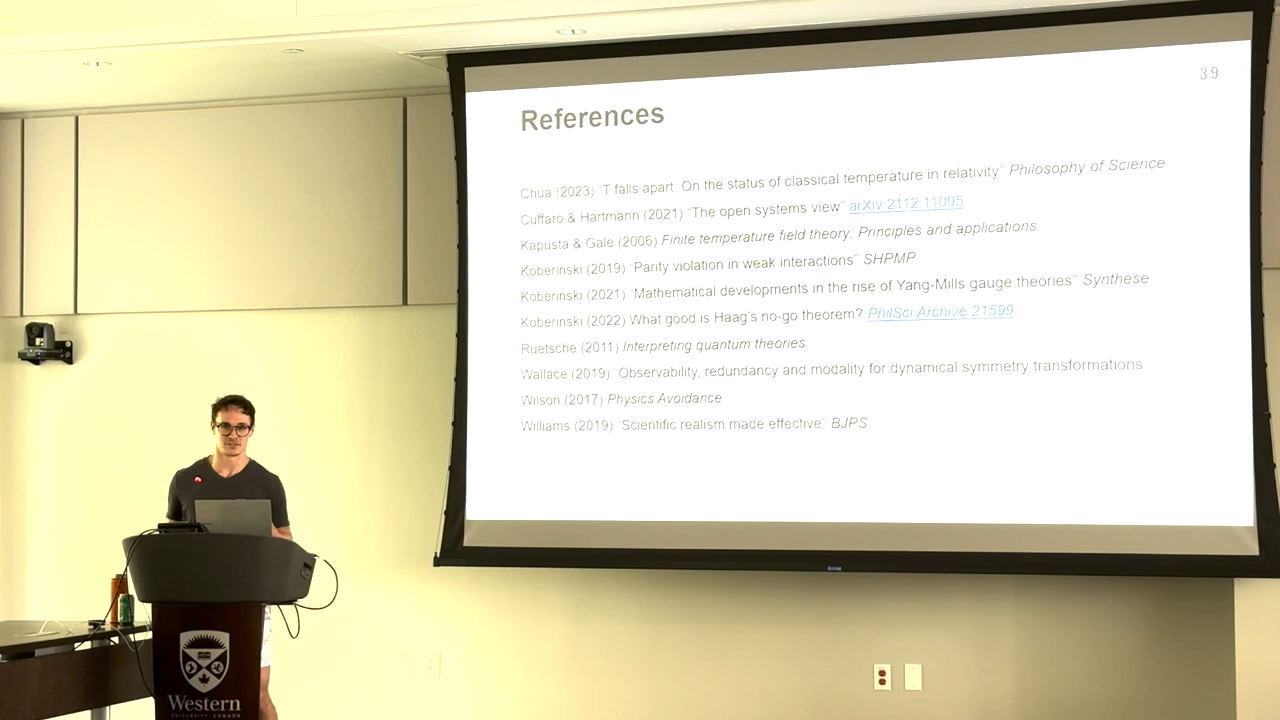 39
References
Chua (2023) "T falls apart. On the status of classical temperature in relativity" Philosophy of Science
Cuffaro & Hartmann (2021) "The open systems view" arXiv 2112.11095
Kapusta & Gale (2006) Finite temperature field theory: Principles and applications
Koberinski (2019) "Parity violation in weak interactions" SHPMP
Koberinski (2021) "Mathematical developments in the rise of Yang-Mills gauge theories" Synthese
Koberinski (2022) What good is Haag's no-go theorem? PhilSci Archive 21599
Ruetsche (2011) Interpreting quantum theories
Wallace (2019) "Observability, redundancy and modality for dynamical symmetry transformations
Wilson (2017) Physics Avoidance
Williams (2019) "Scientific realism made effective" BJPS
Western
UNIVERSITY · CANADA